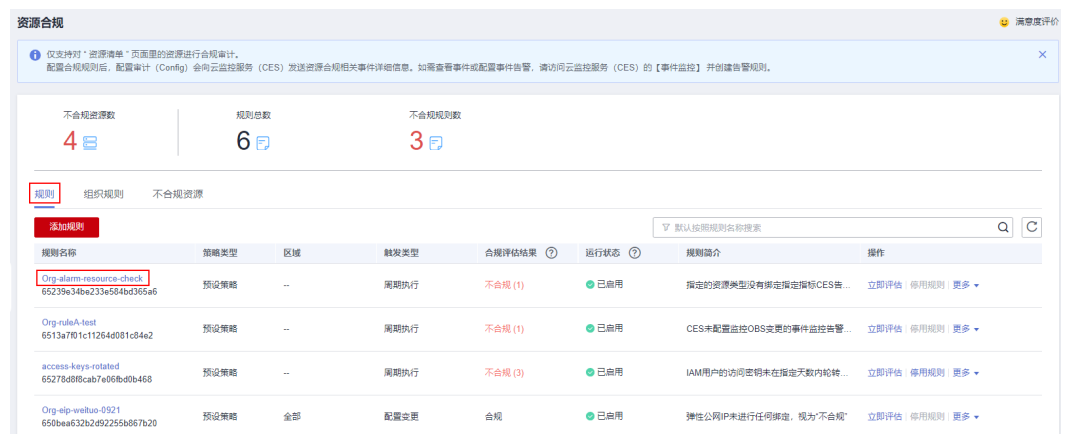 资源合规
满意度评价
仅支持对“资源清单”页面里的资源进行合规审计。
配置合规规则后，配置审计（Config）会向云监控服务（CES）发送资源合规相关事件详细信息。如需查看事件或配置事件告警，请访问云监控服务（CES）的【事件监控】并创建告警规则。
不合规资源数 规则总数 不合规规则数
4 6 3
规则 组织规则 不合规资源
添加规则 默认按照规则名称搜索
规则名称 策略类型 区域 触发类型 合规评估结果 运行状态 规则简介 操作
Org-alarm-resource-check
65239e34be233e584bd365a6
预设策略 -- 周期执行 不合规 (1) 已启用 指定的资源类型没有绑定指定指标CES告... 立即评估 停用规则 更多
Org-ruleA-test
6513a7f01c11264d081c84e2
预设策略 -- 周期执行 不合规 (1) 已启用 CES未配置监控OBS变更的事件监控告警... 立即评估 停用规则 更多
access-keys-rotated
65278d8f8cab7e06fbd0b468
预设策略 -- 周期执行 不合规 (3) 已启用 IAM用户的访问密钥未在指定天数内轮转... 立即评估 停用规则 更多
Org-eip-weituo-0921
650bea632b2d92255b867b20
预设策略 全部 配置变更 合规 已启用 弹性公网IP未进行任何绑定，视为“不合规” 立即评估 停用规则 更多